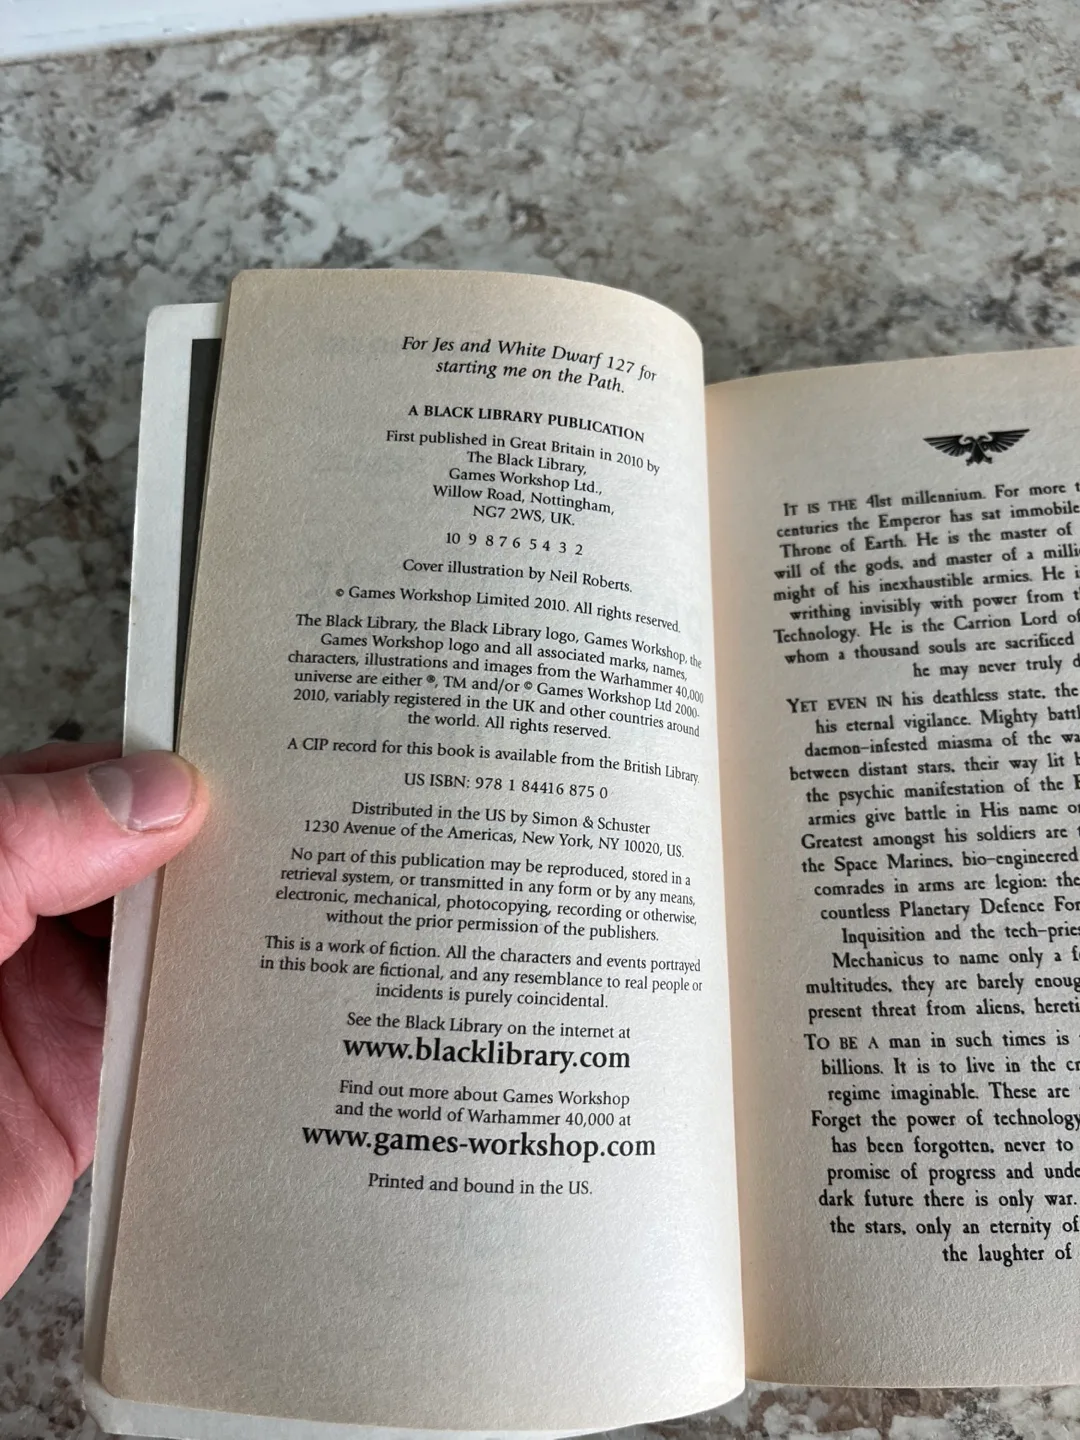 For Jes and White Dwarf 127 for
starting me on the Path.
A BLACK LIBRARY PUBLICATION
First published in Great Britain in 2010 by
The Black Library,
Games Workshop Ltd.,
Willow Road, Nottingham,
NG7 2WS, UK.
10 9 8 7 6 5 4 3 2
Cover illustration by Neil Roberts.
© Games Workshop Limited 2010. All rights reserved.
The Black Library, the Black Library logo, Games Workshop, the
Games Workshop logo and all associated marks, names,
characters, illustrations and images from the Warhammer 40,000
universe are either ®, TM and/or © Games Workshop Ltd 2000-
2010, variably registered in the UK and other countries around
the world. All rights reserved.
A CIP record for this book is available from the British Library.
US ISBN: 978 1 84416 875 0
Distributed in the US by Simon & Schuster
1230 Avenue of the Americas, New York, NY 10020, US.
No part of this publication may be reproduced, stored in a
retrieval system, or transmitted in any form or by any means,
electronic, mechanical, photocopying, recording or otherwise,
without the prior permission of the publishers.
This is a work of fiction. All the characters and events portrayed
in this book are fictional, and any resemblance to real people or
incidents is purely coincidental.
See the Black Library on the internet at
www.blacklibrary.com
Find out more about Games Workshop
and the world of Warhammer 40,000 at
www.games-workshop.com
Printed and bound in the US.
IT IS THE 41st millennium. For more
centuries the Emperor has sat immobile
Throne of Earth. He is the master of
will of the gods, and master of a
might of his inexhaustible armies. He
writhing invisibly with power from
Technology. He is the Carrion Lord of
whom a thousand souls are sacrificed
he may never truly
YET EVEN IN his deathless state, the
his eternal vigilance. Mighty
daemon-infested miasma of the
between distant stars, their way lit
the psychic manifestation of the
armies give battle in His name
Greatest amongst his soldiers are
the Space Marines, bio-engineered
comrades in arms are legion: the
countless Planetary Defence
Inquisition and the
Mechanicus to name only a
multitudes, they are barely
present threat from aliens,
TO BE A man in such times is
billions. It is to live in the
regime imaginable. These are
Forget the power of technology
has been forgotten, never to
promise of progress and
dark future there is only war.
the stars, only an eternity of
the laughter of